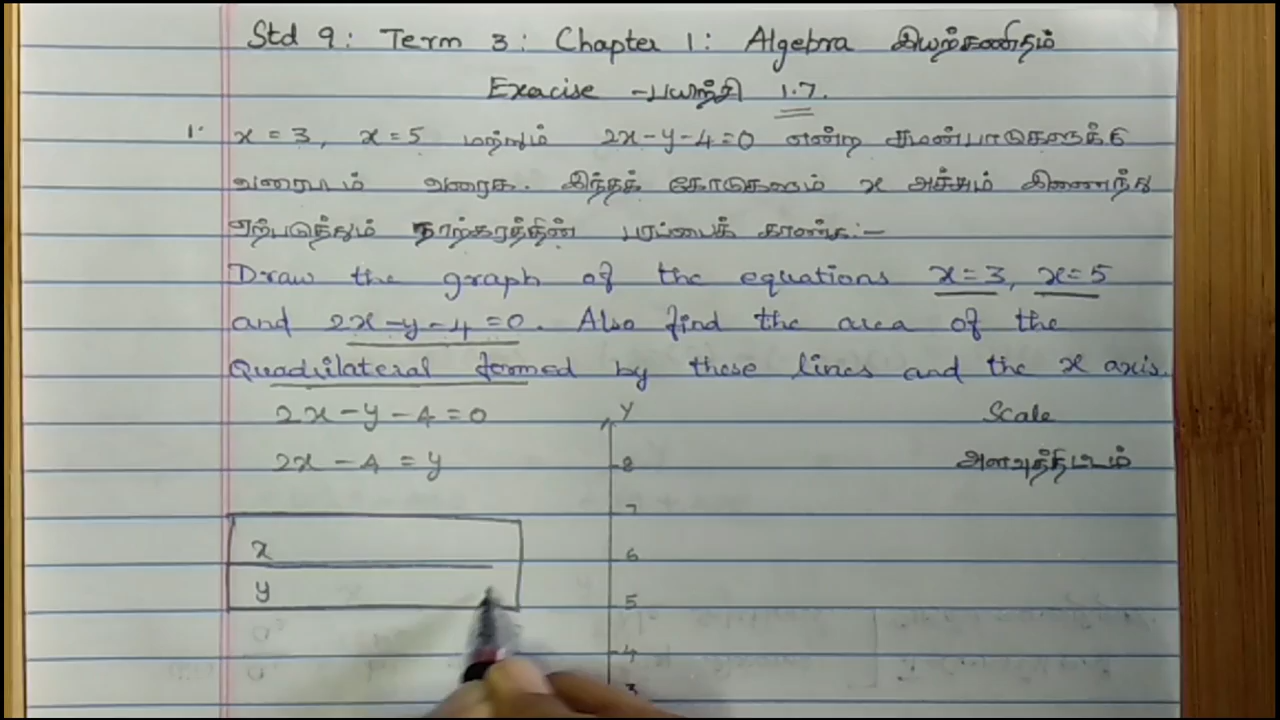 Std 9: Term 3: Chapter 1: Algebra இயற்கணிதம்
Exacise - பயிற்சி 1.7.
1. x = 3, x = 5 மற்றும் 2x - y - 4 = 0 என்ற சமன்பாடுகளுக்கு
வரைபடம் வரைக. இந்தக் கோடுகளும் x அச்சும் இணைந்து
ஏற்படுத்தும் நாற்கரத்தின் பரப்பைக் காண்க:-
Draw the graph of the equations x = 3, x = 5
and 2x - y - 4 = 0. Also find the area of the
Quadrilateral formed by these lines and the x axis.
2x - y - 4 = 0 Y Scale
2x - 4 = y 8 அளவுத்திட்டம்
7
x 6
y 5
4
3